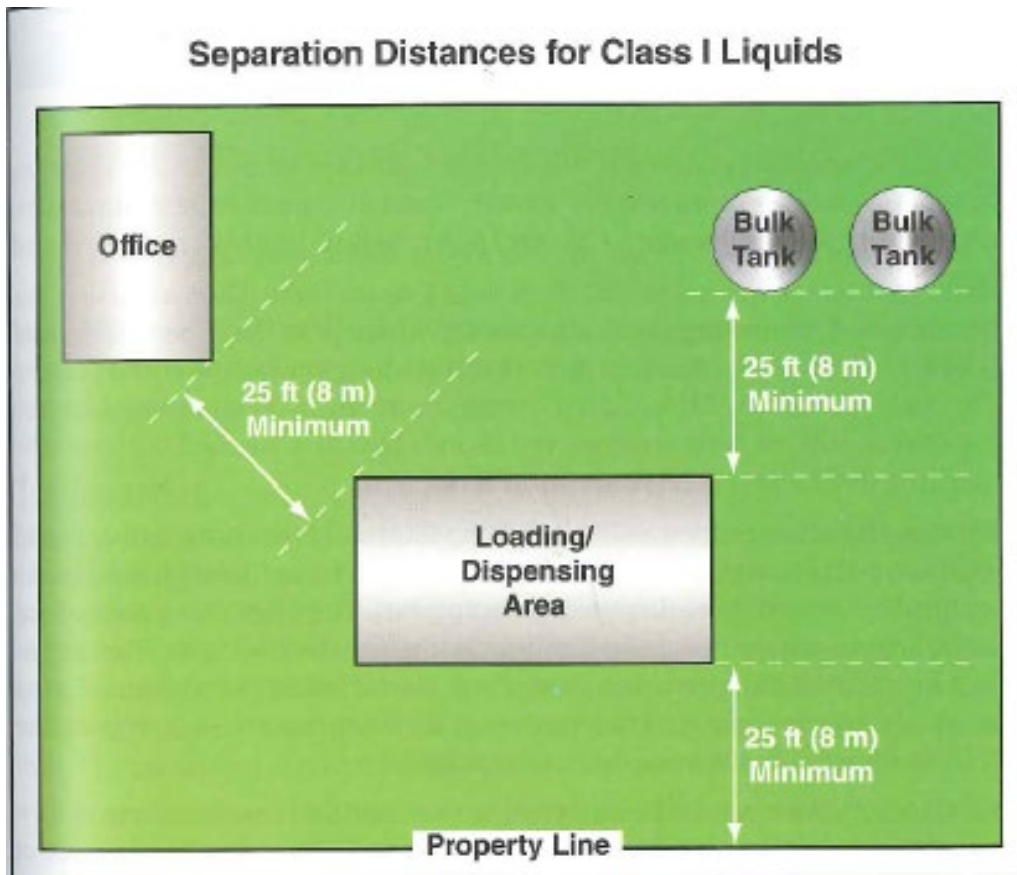 Separation Distances for Class I Liquids
Office
Bulk
Tank
Bulk
Tank
25 ft (8 m)
Minimum
25 ft (8 m)
Minimum
Loading/
Dispensing
Area
25 ft (8 m)
Minimum
Property Line